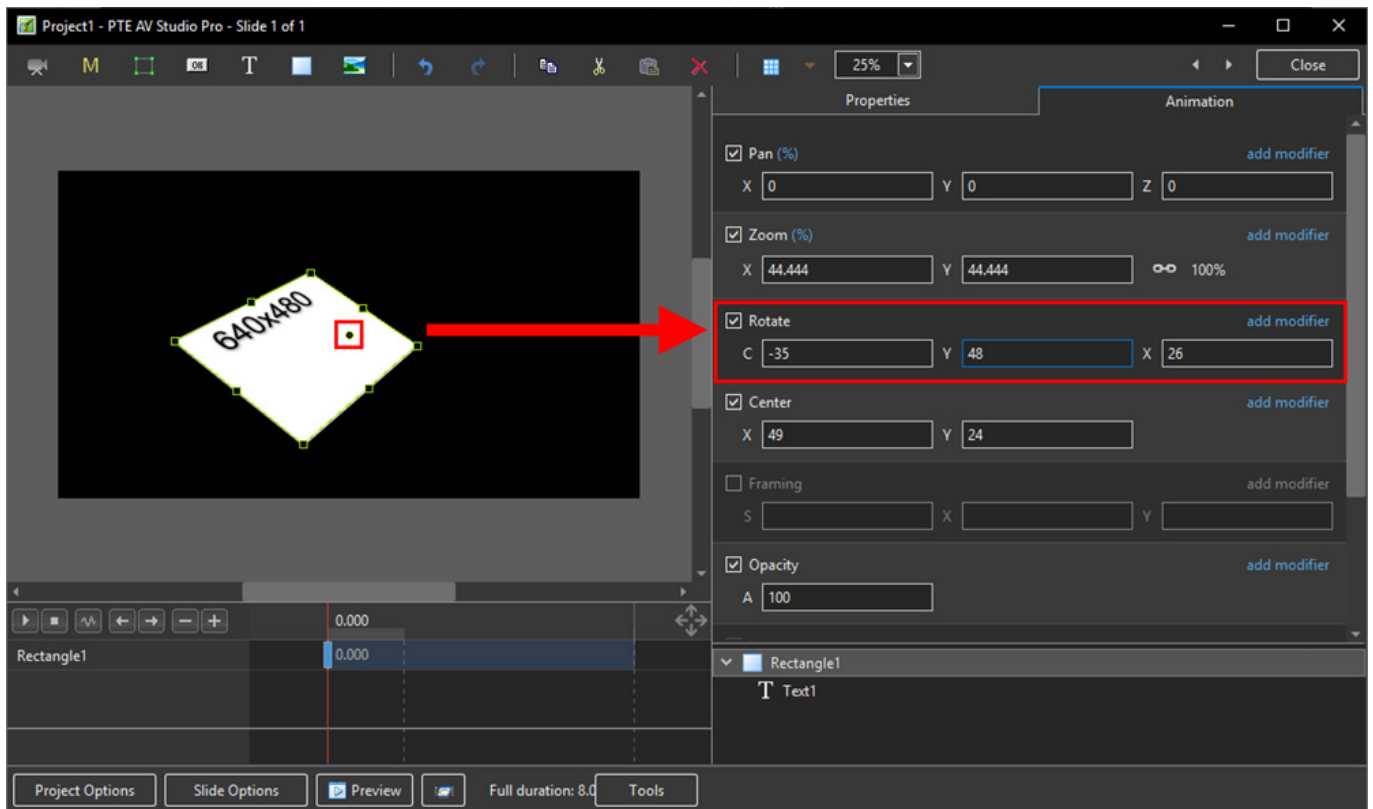 Project1 - PTE AV Studio Pro - Slide 1 of 1
M OK T 25% Close
Properties Animation
Pan (%) add modifier
X 0 Y 0 Z 0
Zoom (%) add modifier
X 44.444 Y 44.444 100%
640x480
Rotate add modifier
C -35 Y 48 X 26
Center add modifier
X 49 Y 24
Framing add modifier
S X Y
Opacity add modifier
A 100
0.000
Rectangle1 0.000
Rectangle1
T Text1
Project Options Slide Options Preview Full duration: 8.0 Tools